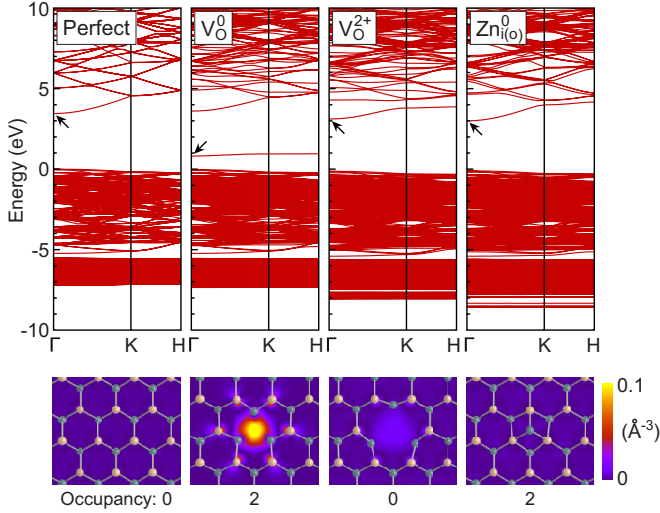 Energy (eV)
10
5
0
-5
-10
Perfect
V_O^0
V_O^2+
Zn_i(o)^0
Γ K H
Γ K H
Γ K H
Γ K H
0.1
(Å-3)
0
Occupancy: 0 2 0 2